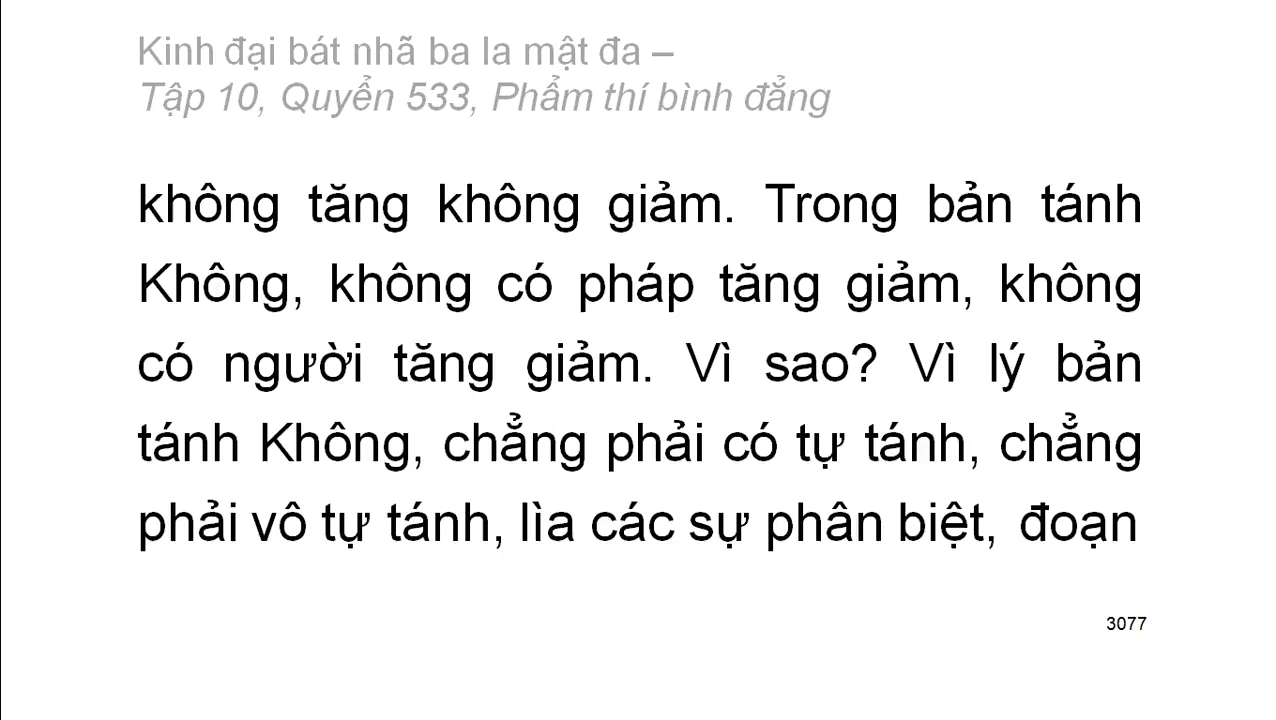 Kinh đại bát nhã ba la mật đa –
Tập 10, Quyển 533, Phẩm thí bình đẳng
không tăng không giảm. Trong bản tánh
Không, không có pháp tăng giảm, không
có người tăng giảm. Vì sao? Vì lý bản
tánh Không, chẳng phải có tự tánh, chẳng
phải vô tự tánh, lìa các sự phân biệt, đoạn
3077